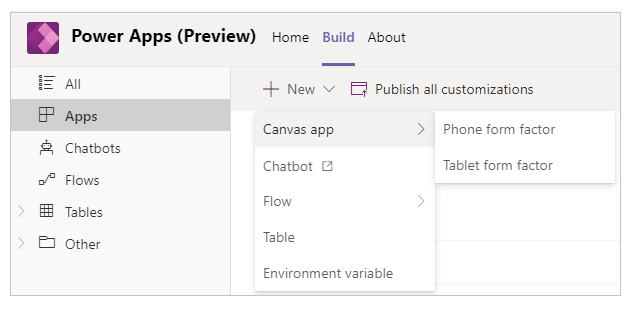 Power Apps (Preview) Home Build About
All
Apps
Chatbots
Flows
Tables
Other
New Publish all customizations
Canvas app
Chatbot
Flow
Table
Environment variable
Phone form factor
Tablet form factor